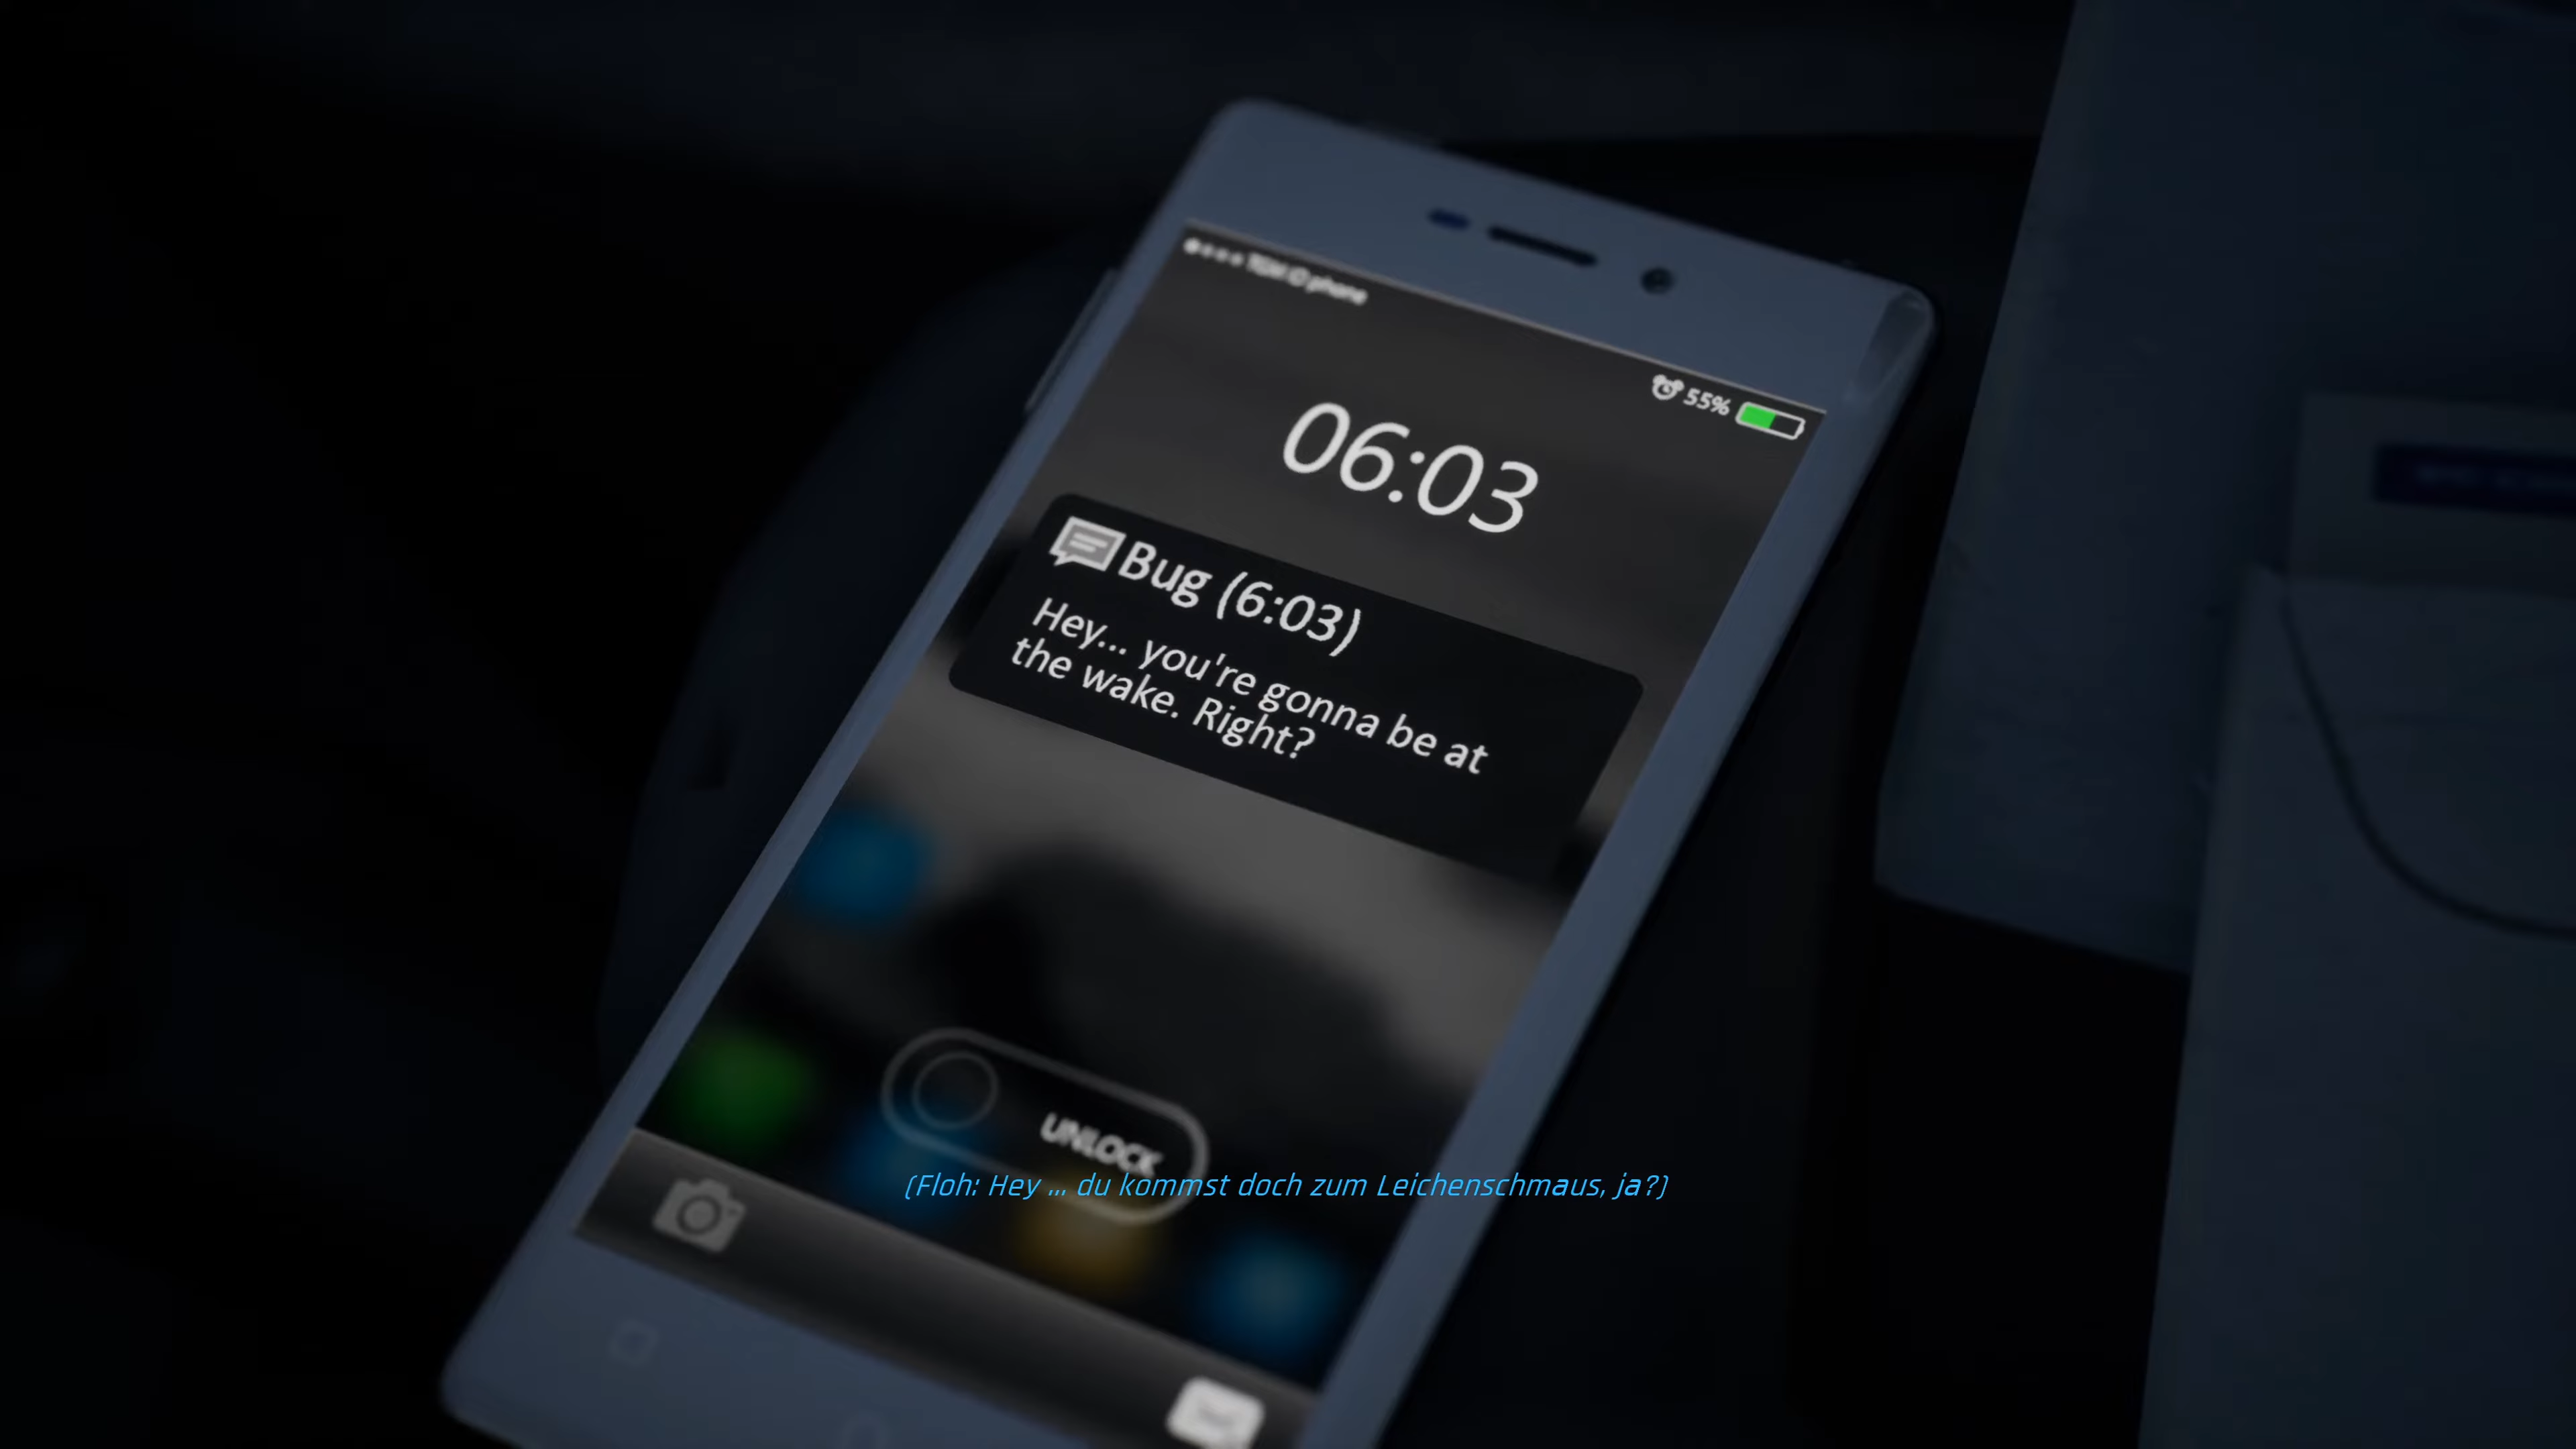 phone
55%
06:03
Bug (6:03)
Hey... you're gonna be at
the wake. Right?
UNLOCK
(Floh: Hey ... du kommst doch zum Leichenschmaus, ja?)